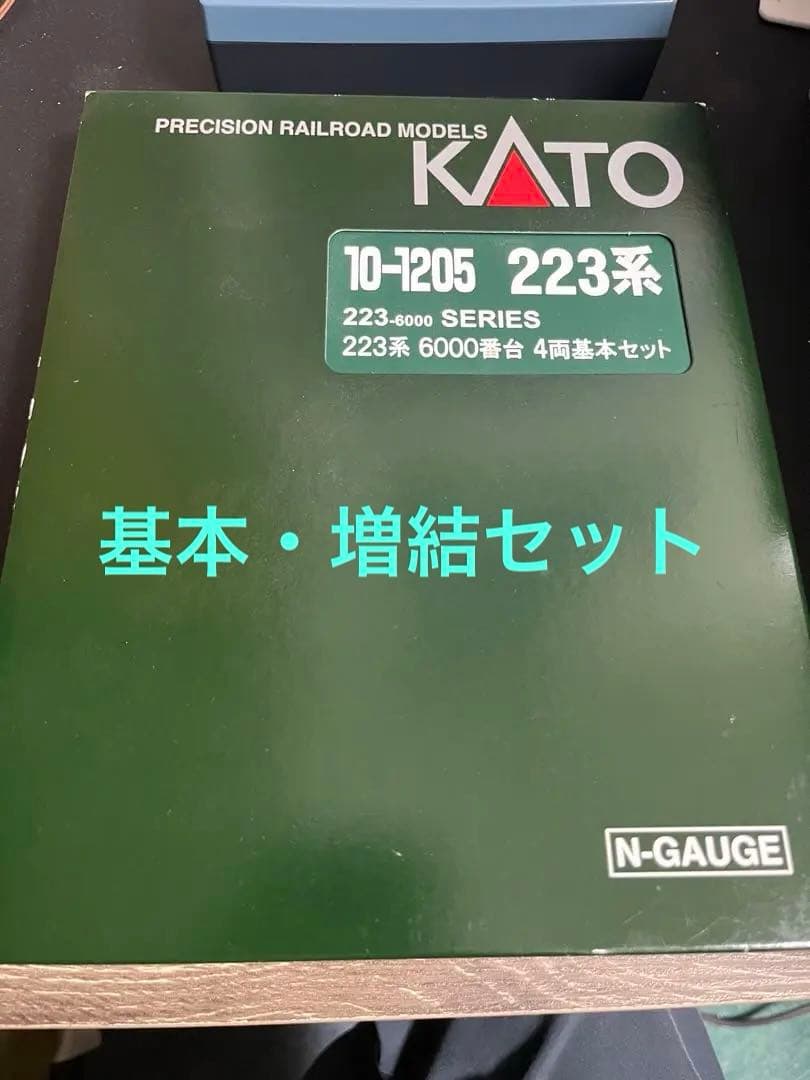 PRECISION RAILROAD MODELS
KATO
10-1205 223系
223-6000 SERIES
223系 6000番台 4両基本セット
基本・増結セット
N-GAUGE